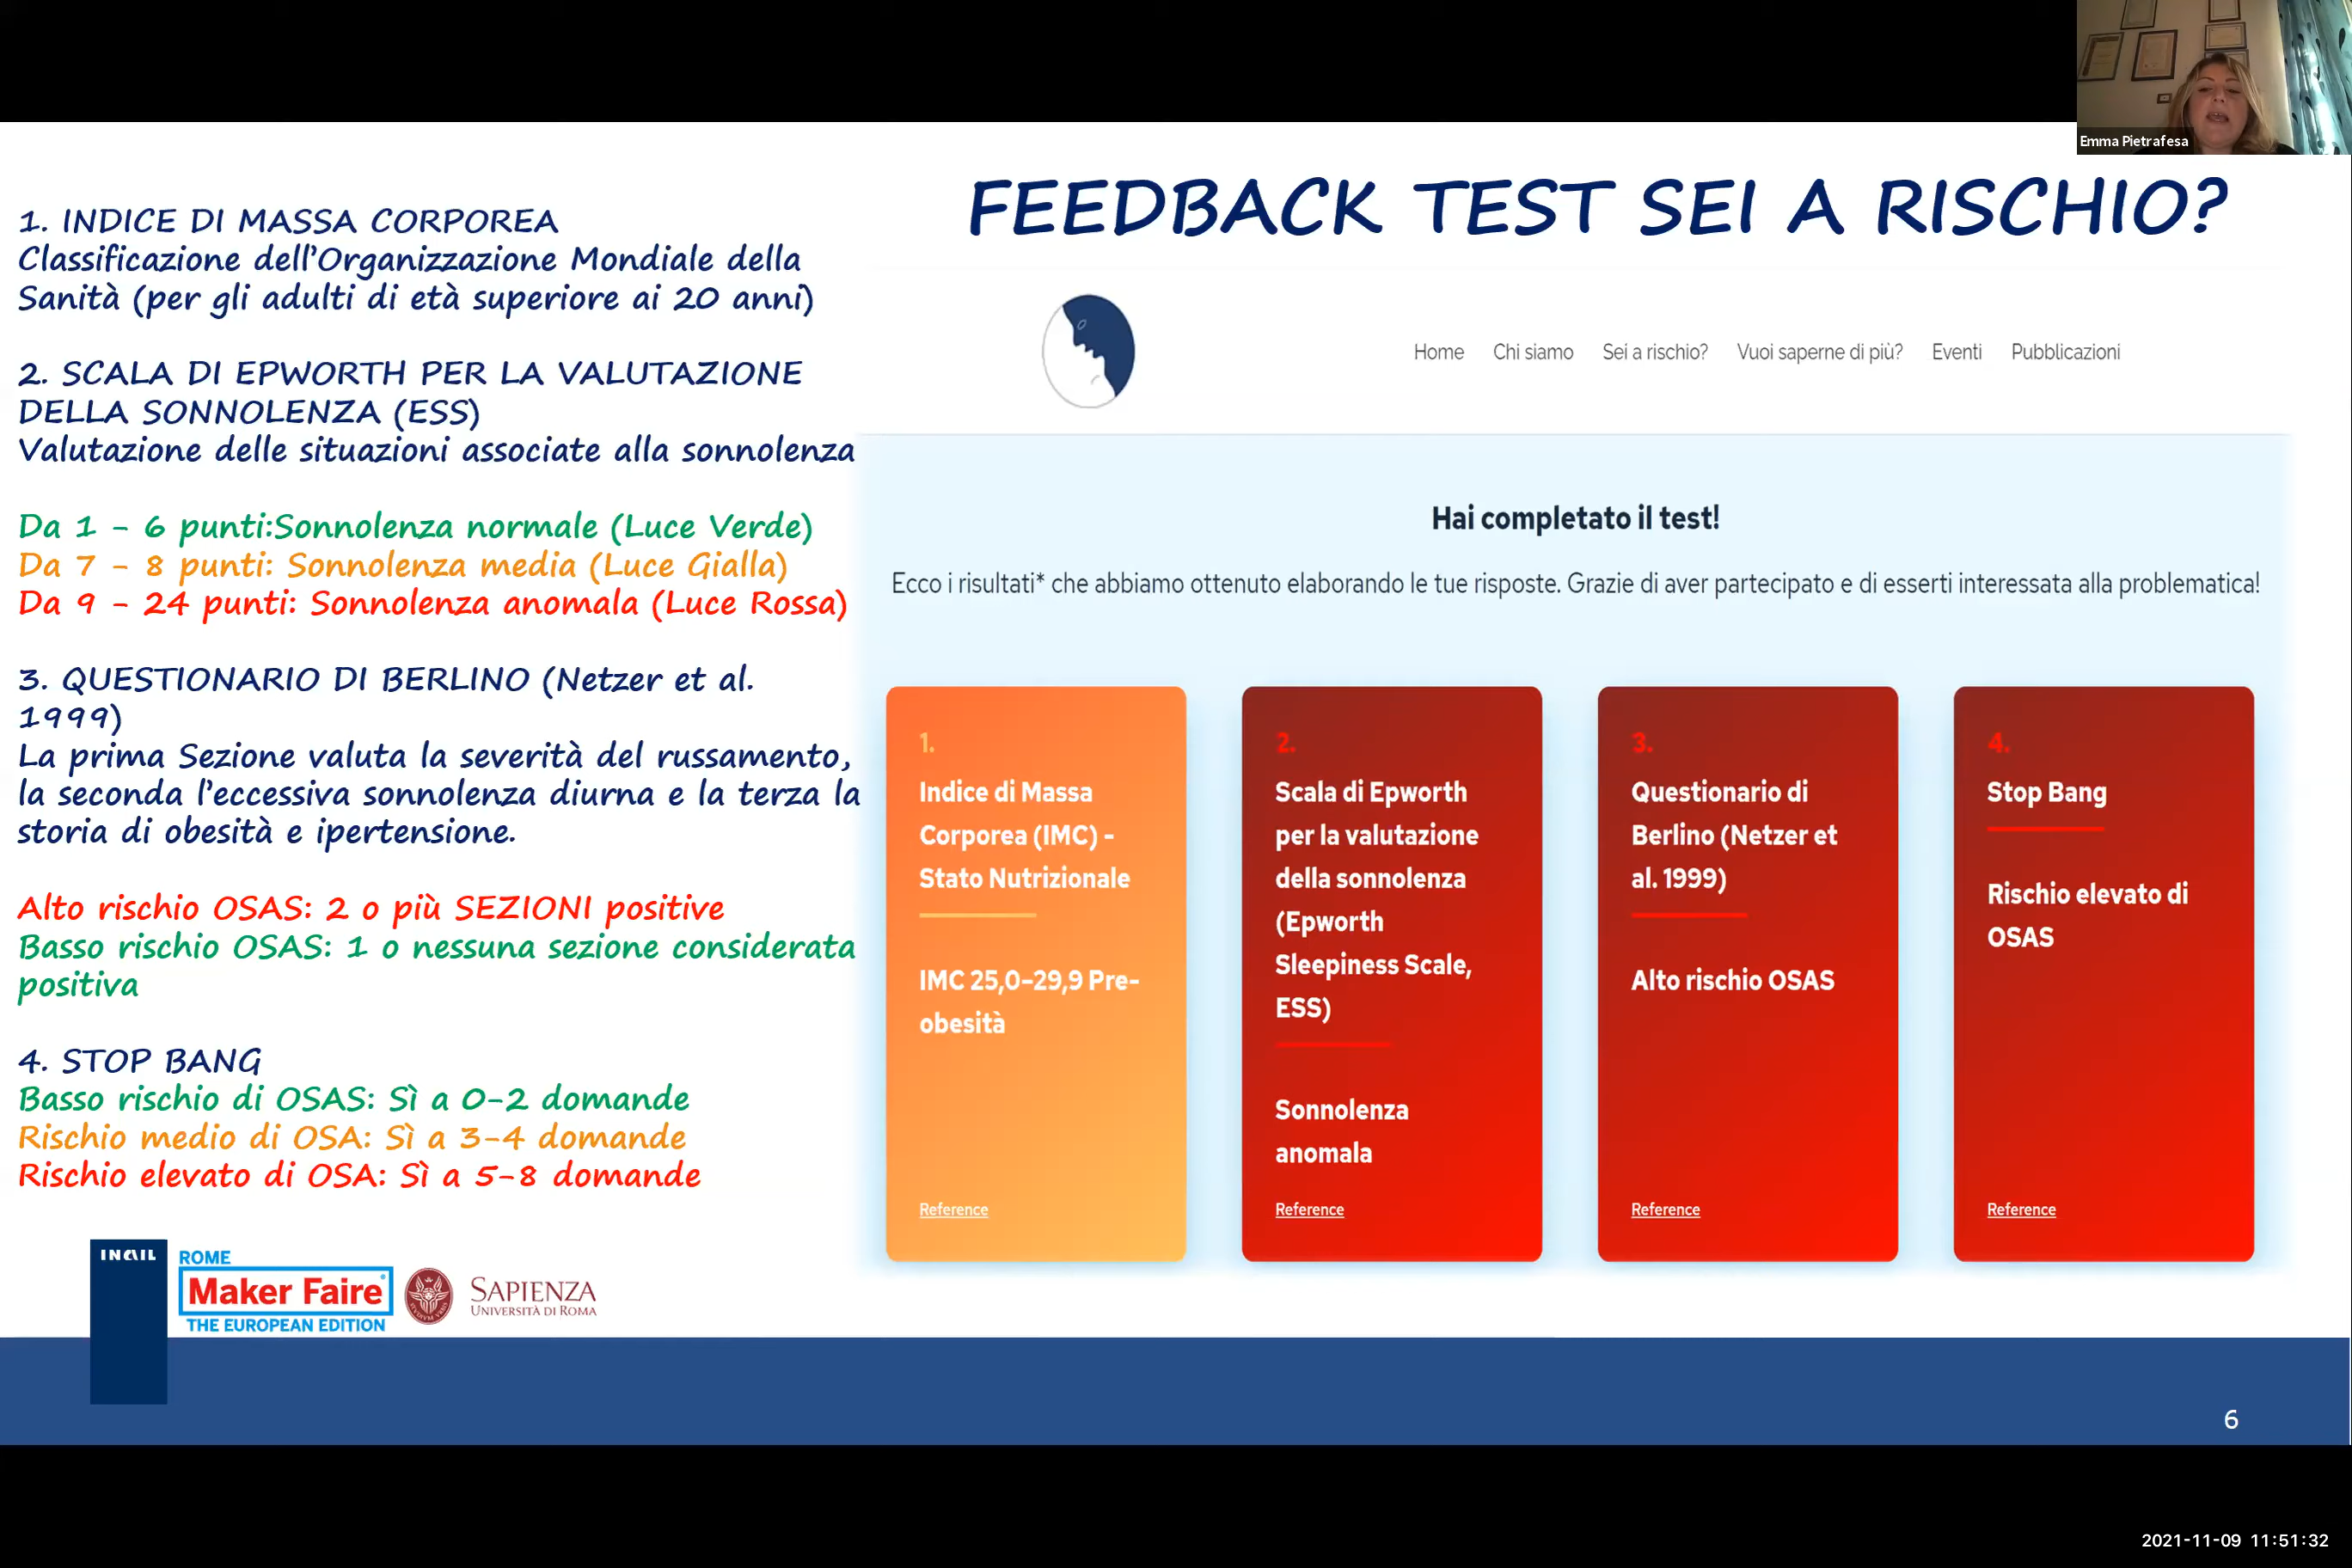 Emma Pietrafesa
FEEDBACK TEST SEI A RISCHIO?
1. INDICE DI MASSA CORPOREA
Classificazione dell'Organizzazione Mondiale della
Sanità (per gli adulti di età superiore ai 20 anni)
2. SCALA DI EPWORTH PER LA VALUTAZIONE
DELLA SONNOLENZA (ESS)
Valutazione delle situazioni associate alla sonnolenza
Da 1 - 6 punti:Sonnolenza normale (Luce Verde)
Da 7 - 8 punti: Sonnolenza media (Luce Gialla)
Da 9 - 24 punti: Sonnolenza anomala (Luce Rossa)
3. QUESTIONARIO DI BERLINO (Netzer et al.
1999)
La prima Sezione valuta la severità del russamento,
la seconda l'eccessiva sonnolenza diurna e la terza la
storia di obesità e ipertensione.
Alto rischio OSAS: 2 o più SEZIONI positive
Basso rischio OSAS: 1 o nessuna sezione considerata
positiva
4. STOP BANG
Basso rischio di OSAS: Sì a 0-2 domande
Rischio medio di OSA: Sì a 3-4 domande
Rischio elevato di OSA: Sì a 5-8 domande
Home Chi siamo Sei a rischio? Vuoi saperne di più? Eventi Pubblicazioni
Hai completato il test!
Ecco i risultati* che abbiamo ottenuto elaborando le tue risposte. Grazie di aver partecipato e di esserti interessata alla problematica!
1.
Indice di Massa
Corporea (IMC) -
Stato Nutrizionale
IMC 25,0-29,9 Pre-
obesità
Reference
2.
Scala di Epworth
per la valutazione
della sonnolenza
(Epworth
Sleepiness Scale,
ESS)
Sonnolenza
anomala
Reference
3.
Questionario di
Berlino (Netzer et
al. 1999)
Alto rischio OSAS
Reference
4.
Stop Bang
Rischio elevato di
OSAS
Reference
INAIL
ROME
Maker Faire
THE EUROPEAN EDITION
SAPIENZA
UNIVERSITÀ DI ROMA
6
2021-11-09 11:51:32